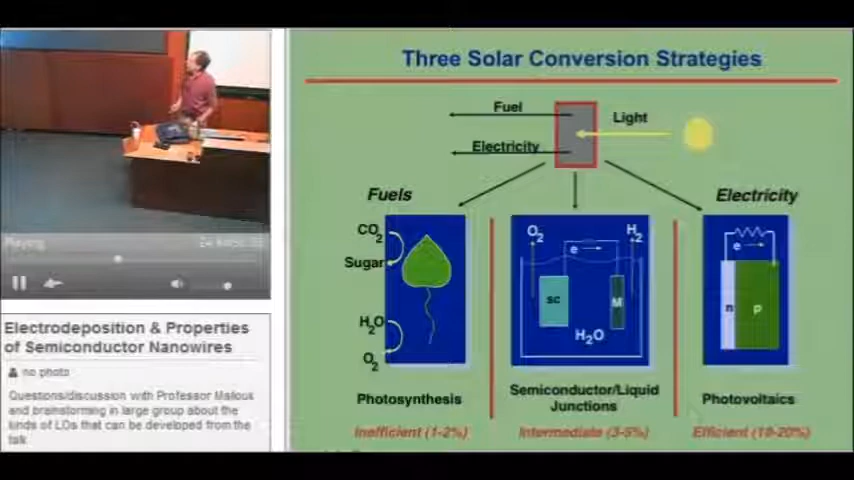 Three Solar Conversion Strategies
Fuel
Light
Electricity
Fuels
Electricity
CO2
Sugar
H2O
O2
O2
H2
e
SC
M
H2O
e
n
p
Photosynthesis
Semiconductor/Liquid
Junctions
Photovoltaics
Inefficient (1-2%)
Intermediate (3-5%)
Efficient (10-20%)
Playing
Electrodeposition & Properties
of Semiconductor Nanowires
no photo
Questions/discussion with Professor
and brainstorming in large group about the
kinds of LOs that can be developed from the
talk